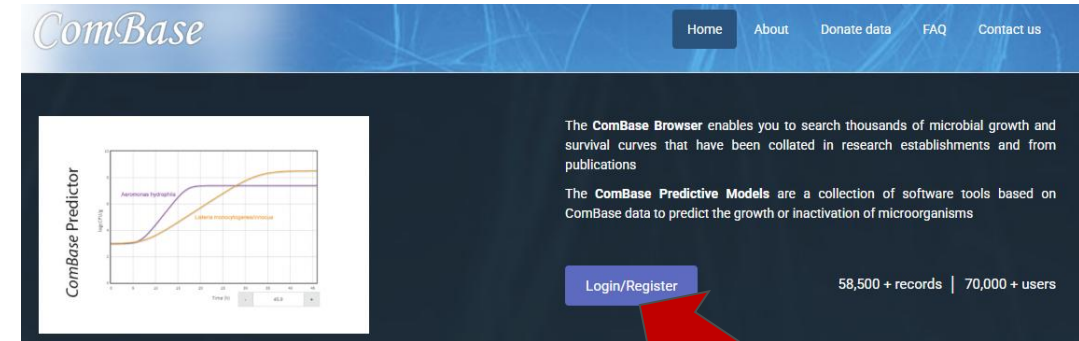 ComBase
Home About Donate data FAQ Contact us
The ComBase Browser enables you to search thousands of microbial growth and
survival curves that have been collated in research establishments and from
publications
The ComBase Predictive Models are a collection of software tools based on
ComBase data to predict the growth or inactivation of microorganisms
ComBase Predictor
Aeromonas hydrophila
Listeria monocytogenes/innocua
Time (h) - 45.0 +
Login/Register
58,500 + records | 70,000 + users